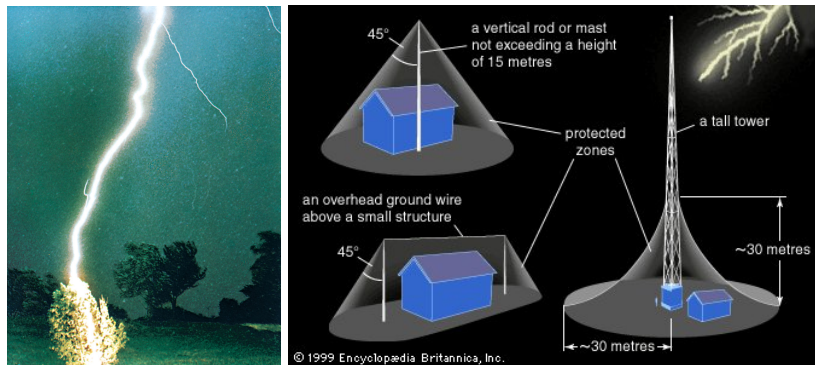 45°
a vertical rod or mast
not exceeding a height
of 15 metres
protected
zones
a tall tower
an overhead ground wire
above a small structure
45°
~30 metres
~30 metres
© 1999 Encyclopædia Britannica, Inc.